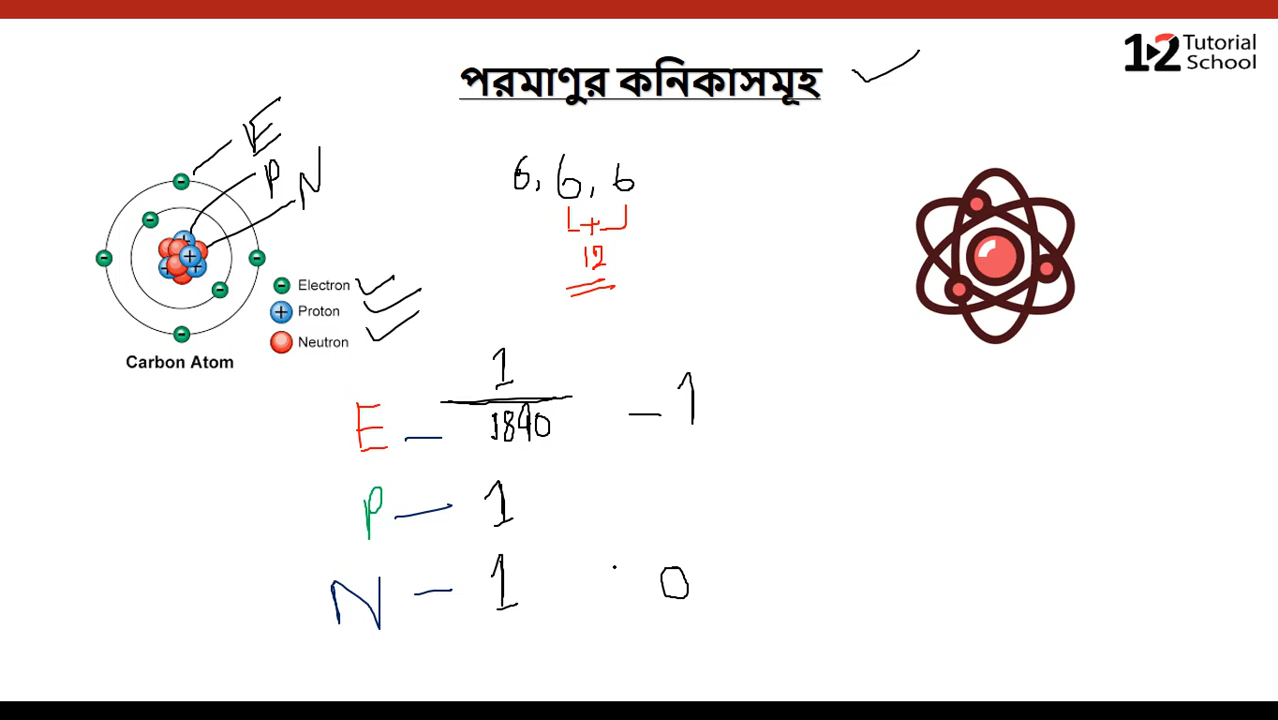 12 Tutorial School
পরমাণুর কনিকাসমূহ
E
P
N
6, 6, 6
+
12
Electron
Proton
Neutron
Carbon Atom
E — 1/1840 — 1
P — 1
N — 1 0